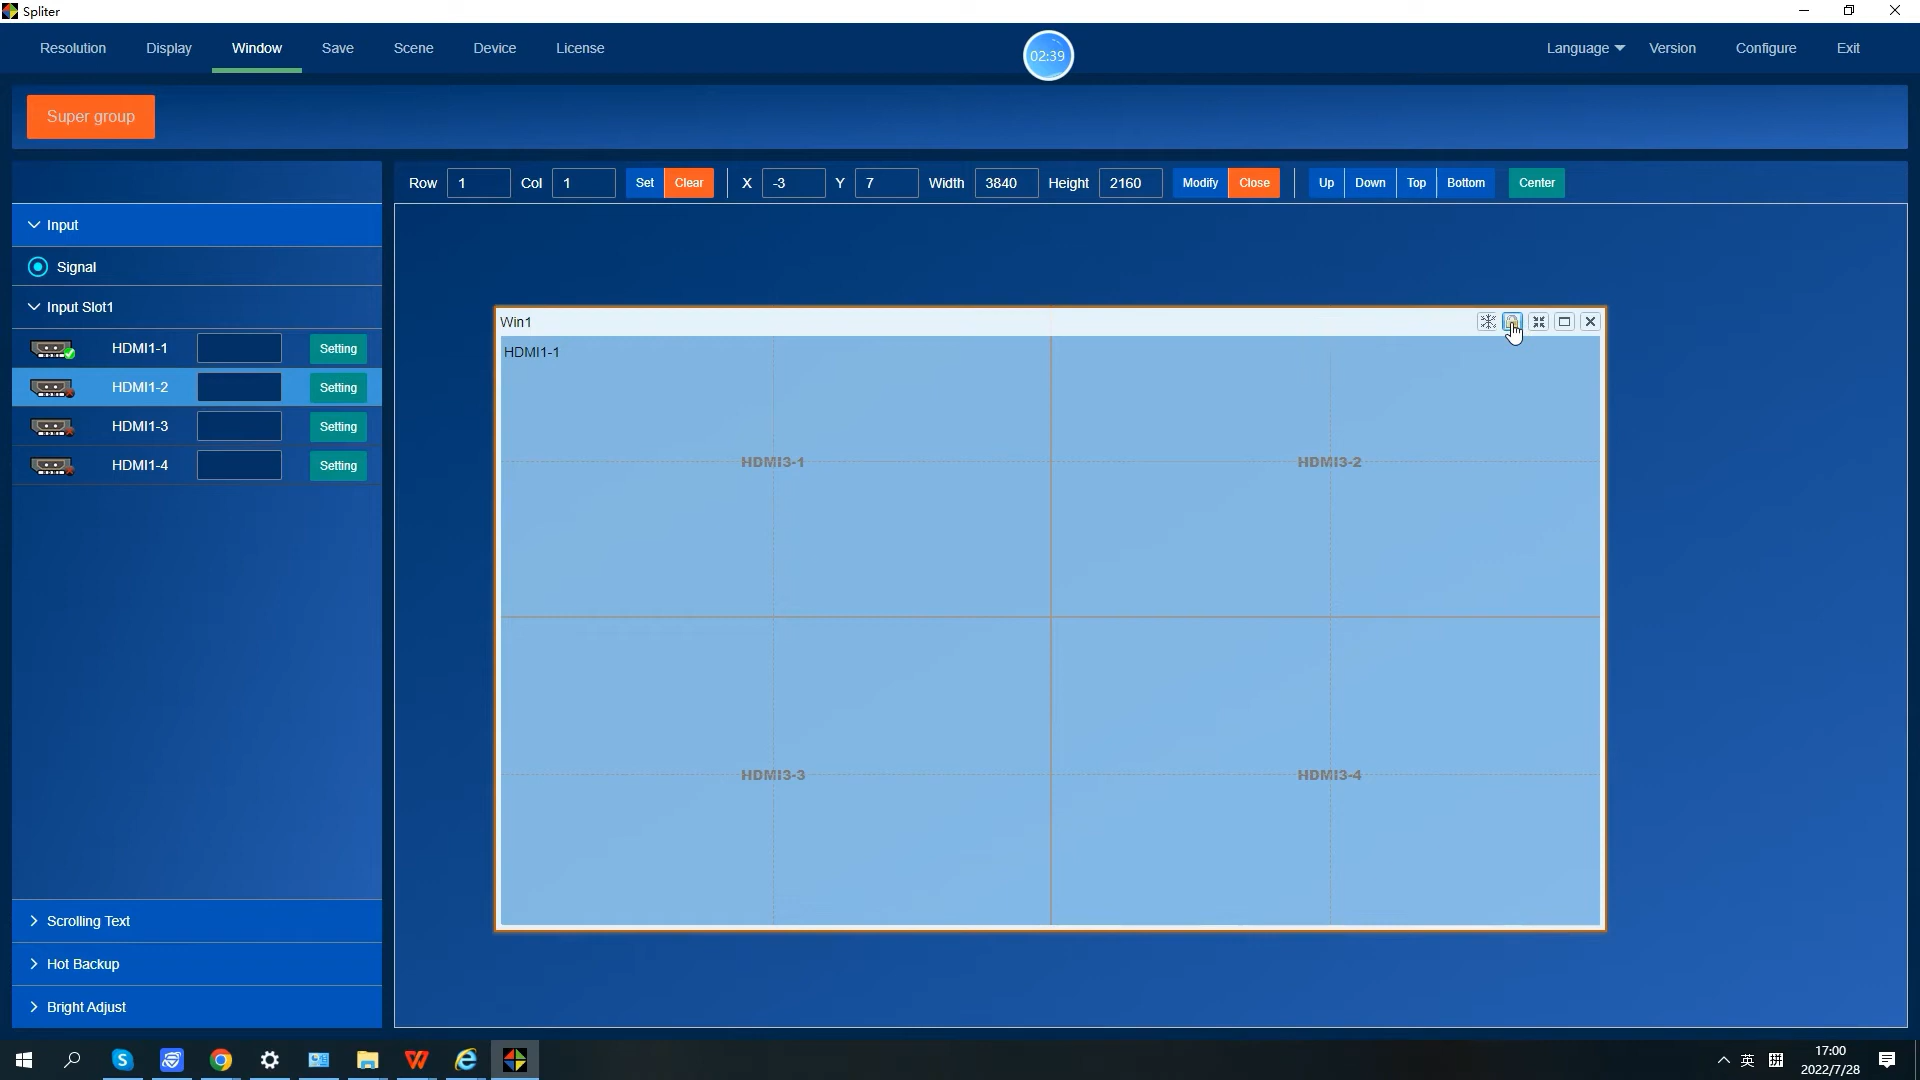 Spliter
Resolution Display Window Save Scene Device License 02:39 Language Version Configure Exit
Super group
Row 1 Col 1 Set Clear X -3 Y 7 Width 3840 Height 2160 Modify Close Up Down Top Bottom Center
Input
Signal
Input Slot1
HDMI1-1 Setting
HDMI1-2 Setting
HDMI1-3 Setting
HDMI1-4 Setting
Scrolling Text
Hot Backup
Bright Adjust
Win1
HDMI1-1
HDMI3-1 HDMI3-2
HDMI3-3 HDMI3-4
英 拼 17:00
2022/7/28